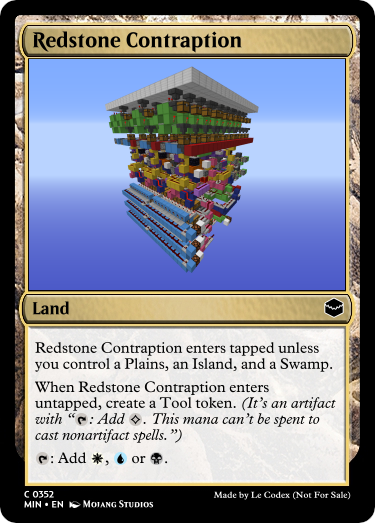 Redstone Contraption
Land
Redstone Contraption enters tapped unless
you control a Plains, an Island, and a Swamp.
When Redstone Contraption enters
untapped, create a Tool token. (It's an artifact
with “: Add . This mana can't be spent to
cast nonartifact spells.”)
: Add , or .
C 0352
MIN • EN Mojang Studios
Made by Le Codex (Not For Sale)